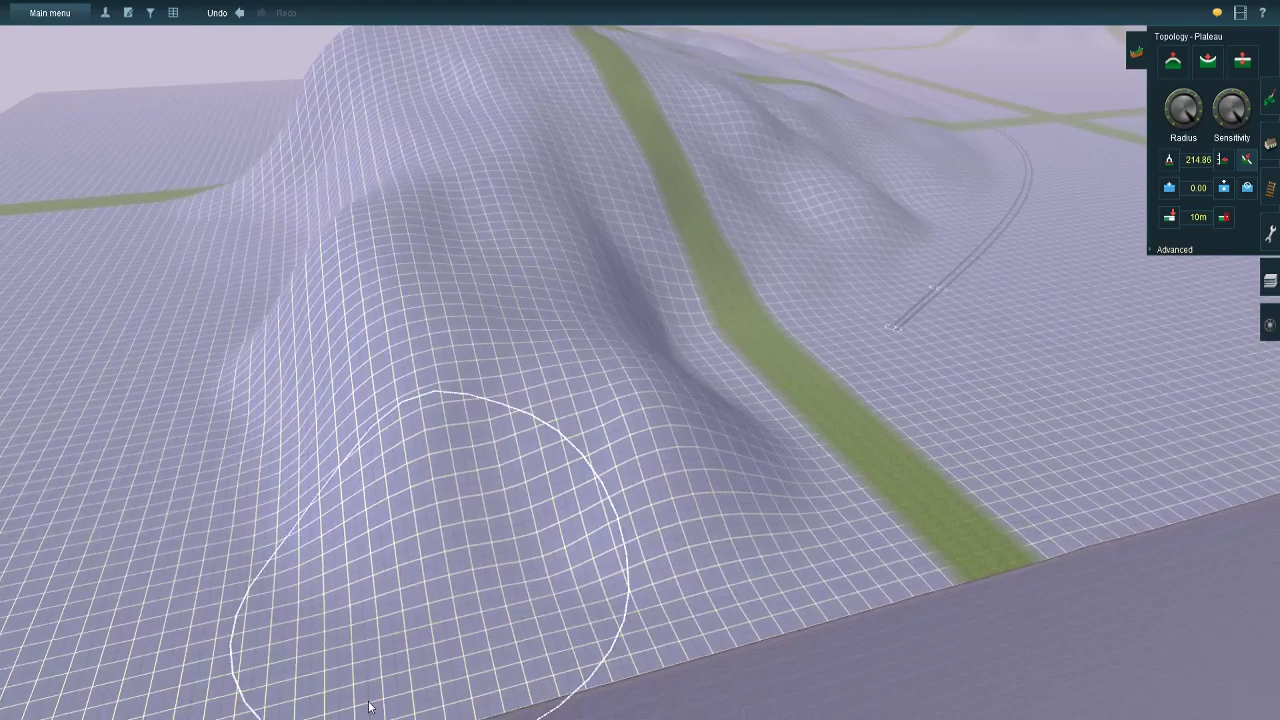 Main menu
Undo
Redo
?
Topology - Plateau
Radius
Sensitivity
214.86
0.00
10m
Advanced